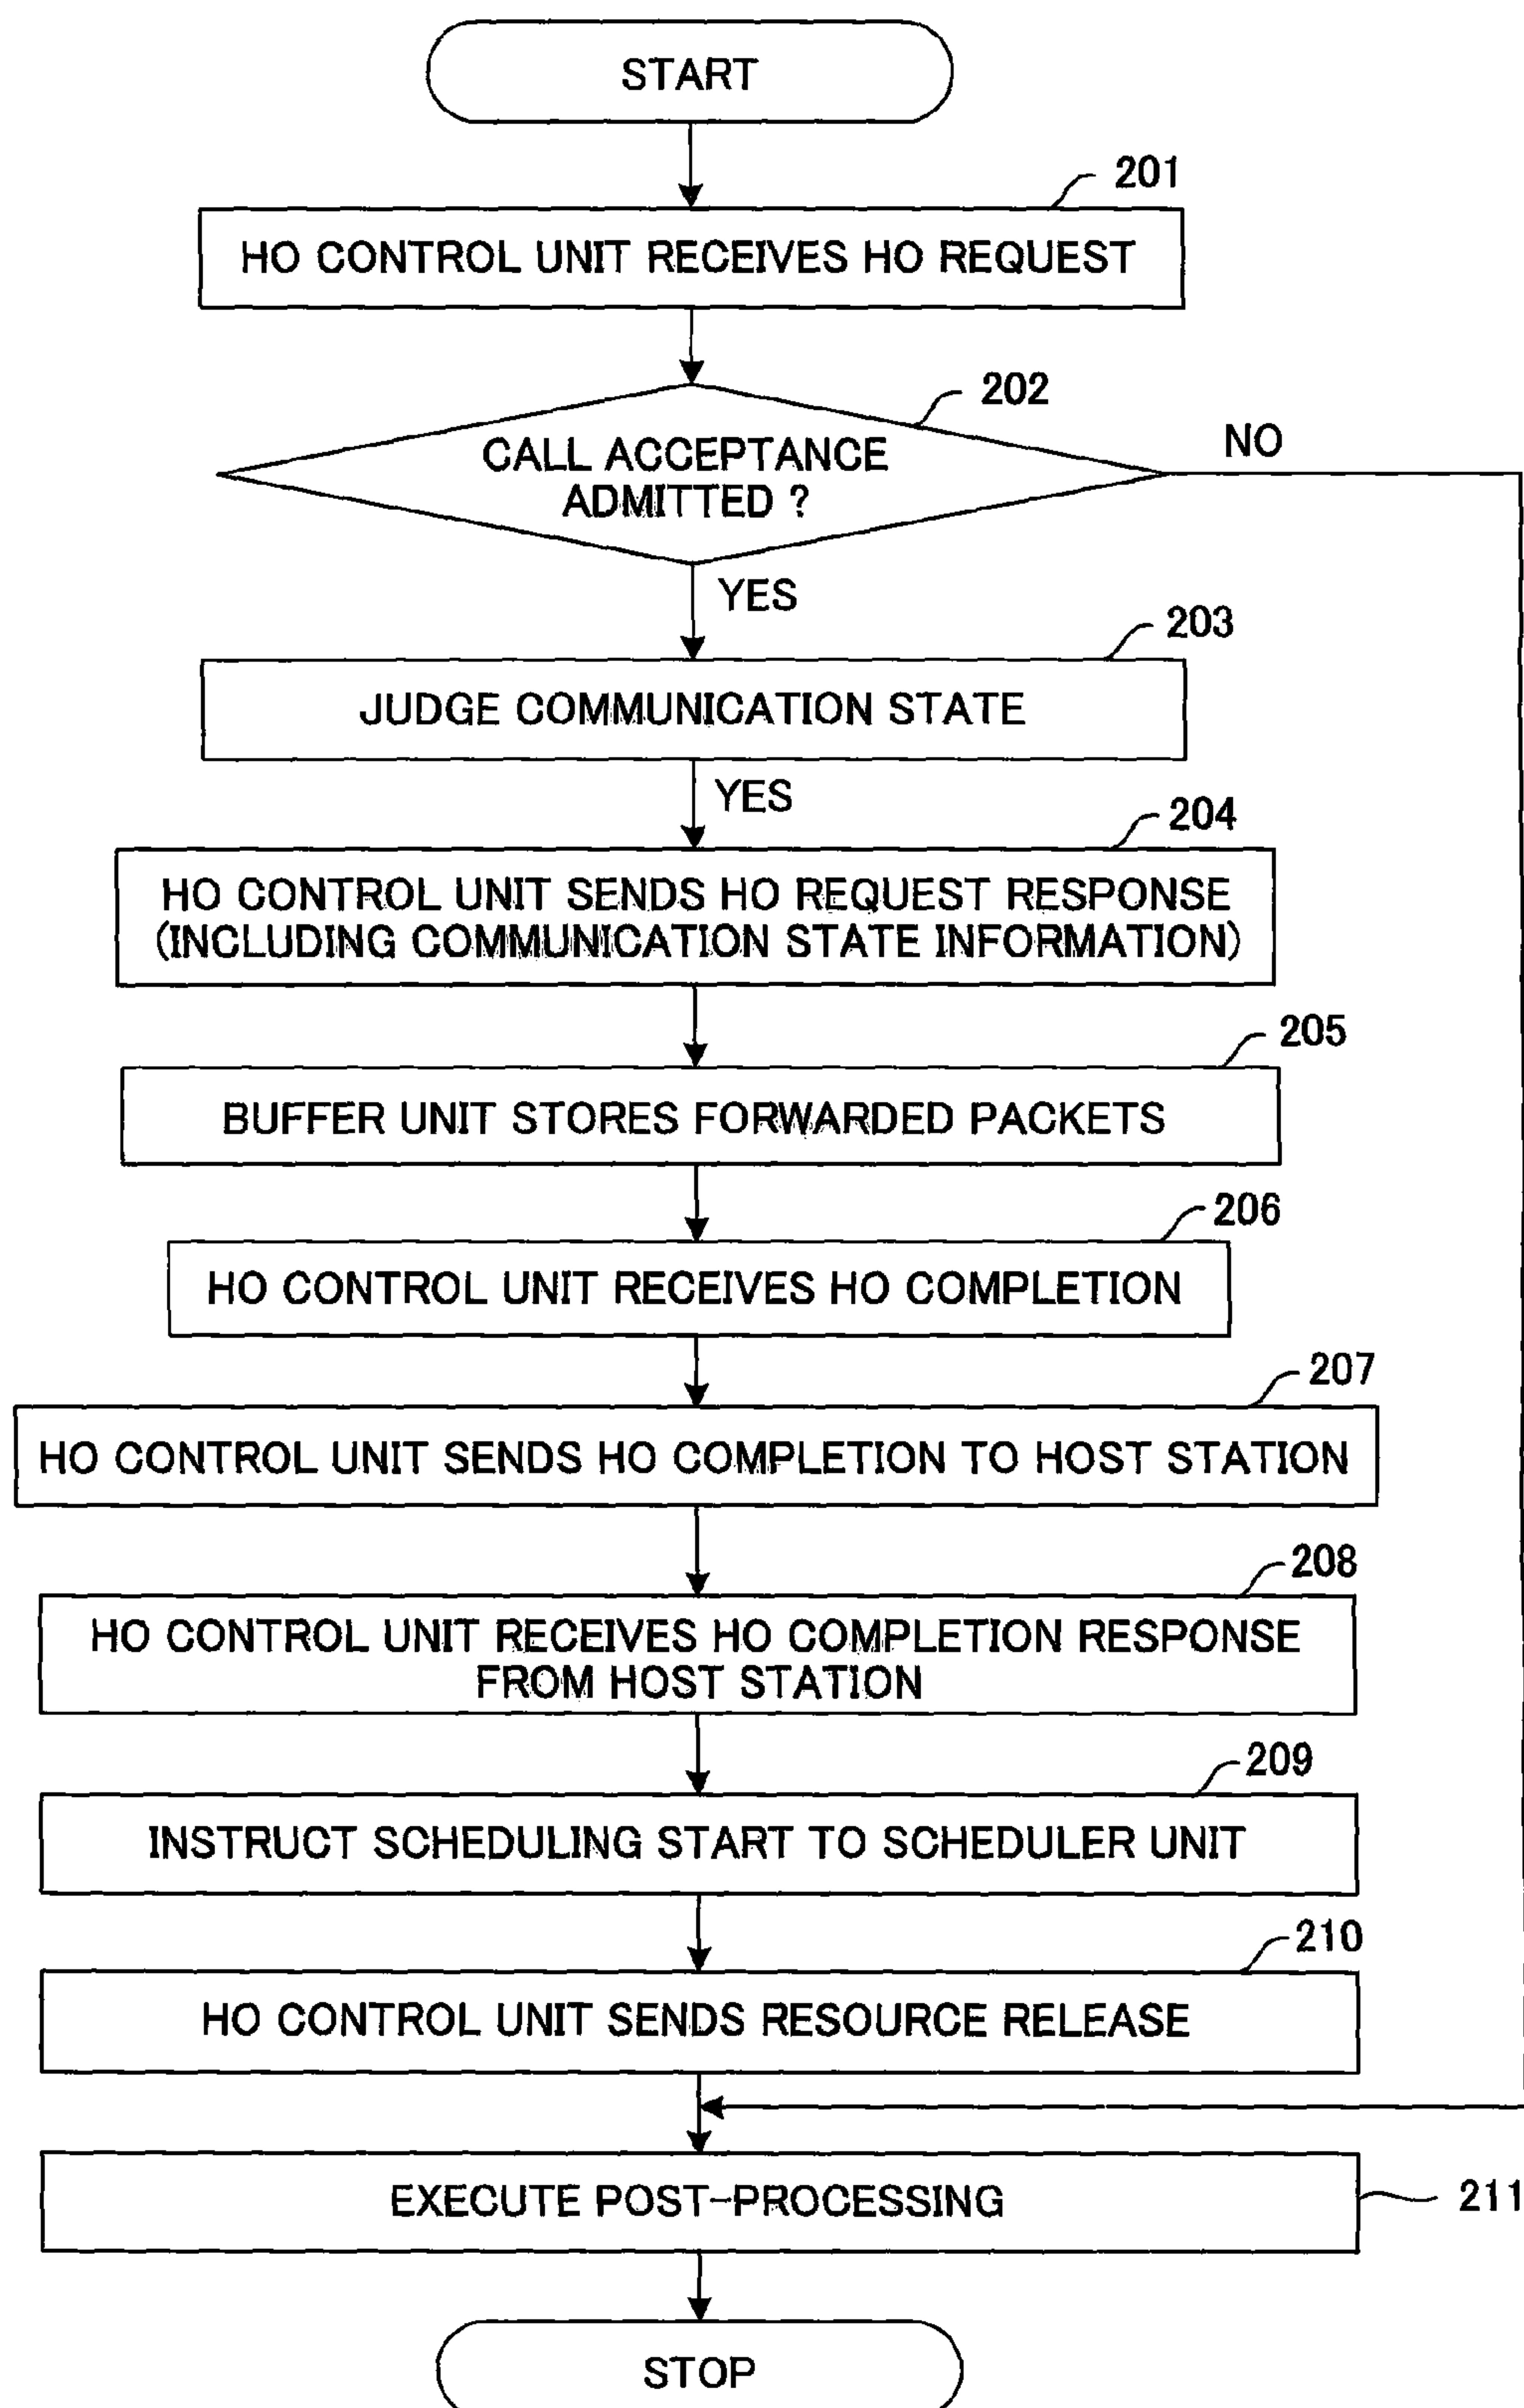 START
201
HO CONTROL UNIT RECEIVES HO REQUEST
202
CALL ACCEPTANCE
ADMITTED ?
NO
YES
203
JUDGE COMMUNICATION STATE
YES
204
HO CONTROL UNIT SENDS HO REQUEST RESPONSE
(INCLUDING COMMUNICATION STATE INFORMATION)
205
BUFFER UNIT STORES FORWARDED PACKETS
206
HO CONTROL UNIT RECEIVES HO COMPLETION
207
HO CONTROL UNIT SENDS HO COMPLETION TO HOST STATION
208
HO CONTROL UNIT RECEIVES HO COMPLETION RESPONSE
FROM HOST STATION
209
INSTRUCT SCHEDULING START TO SCHEDULER UNIT
210
HO CONTROL UNIT SENDS RESOURCE RELEASE
EXECUTE POST-PROCESSING
211
STOP